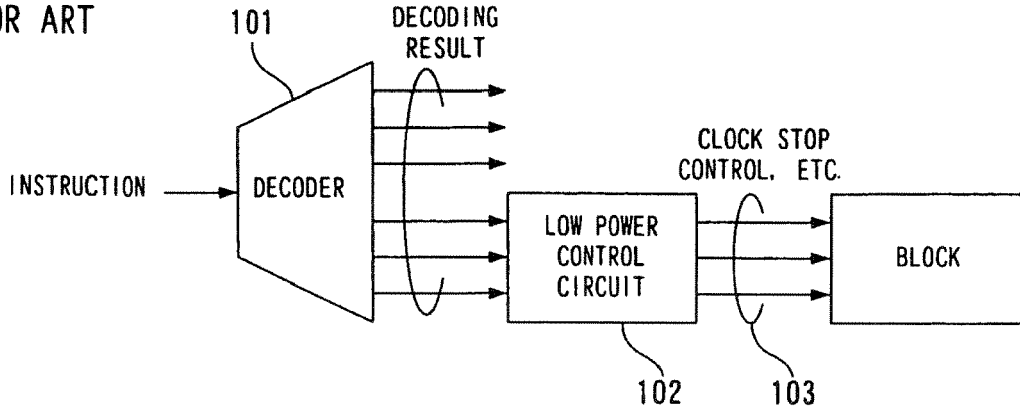 OR ART
101
DECODING
RESULT
INSTRUCTION
DECODER
LOW POWER
CONTROL
CIRCUIT
CLOCK STOP
CONTROL, ETC.
BLOCK
102
103